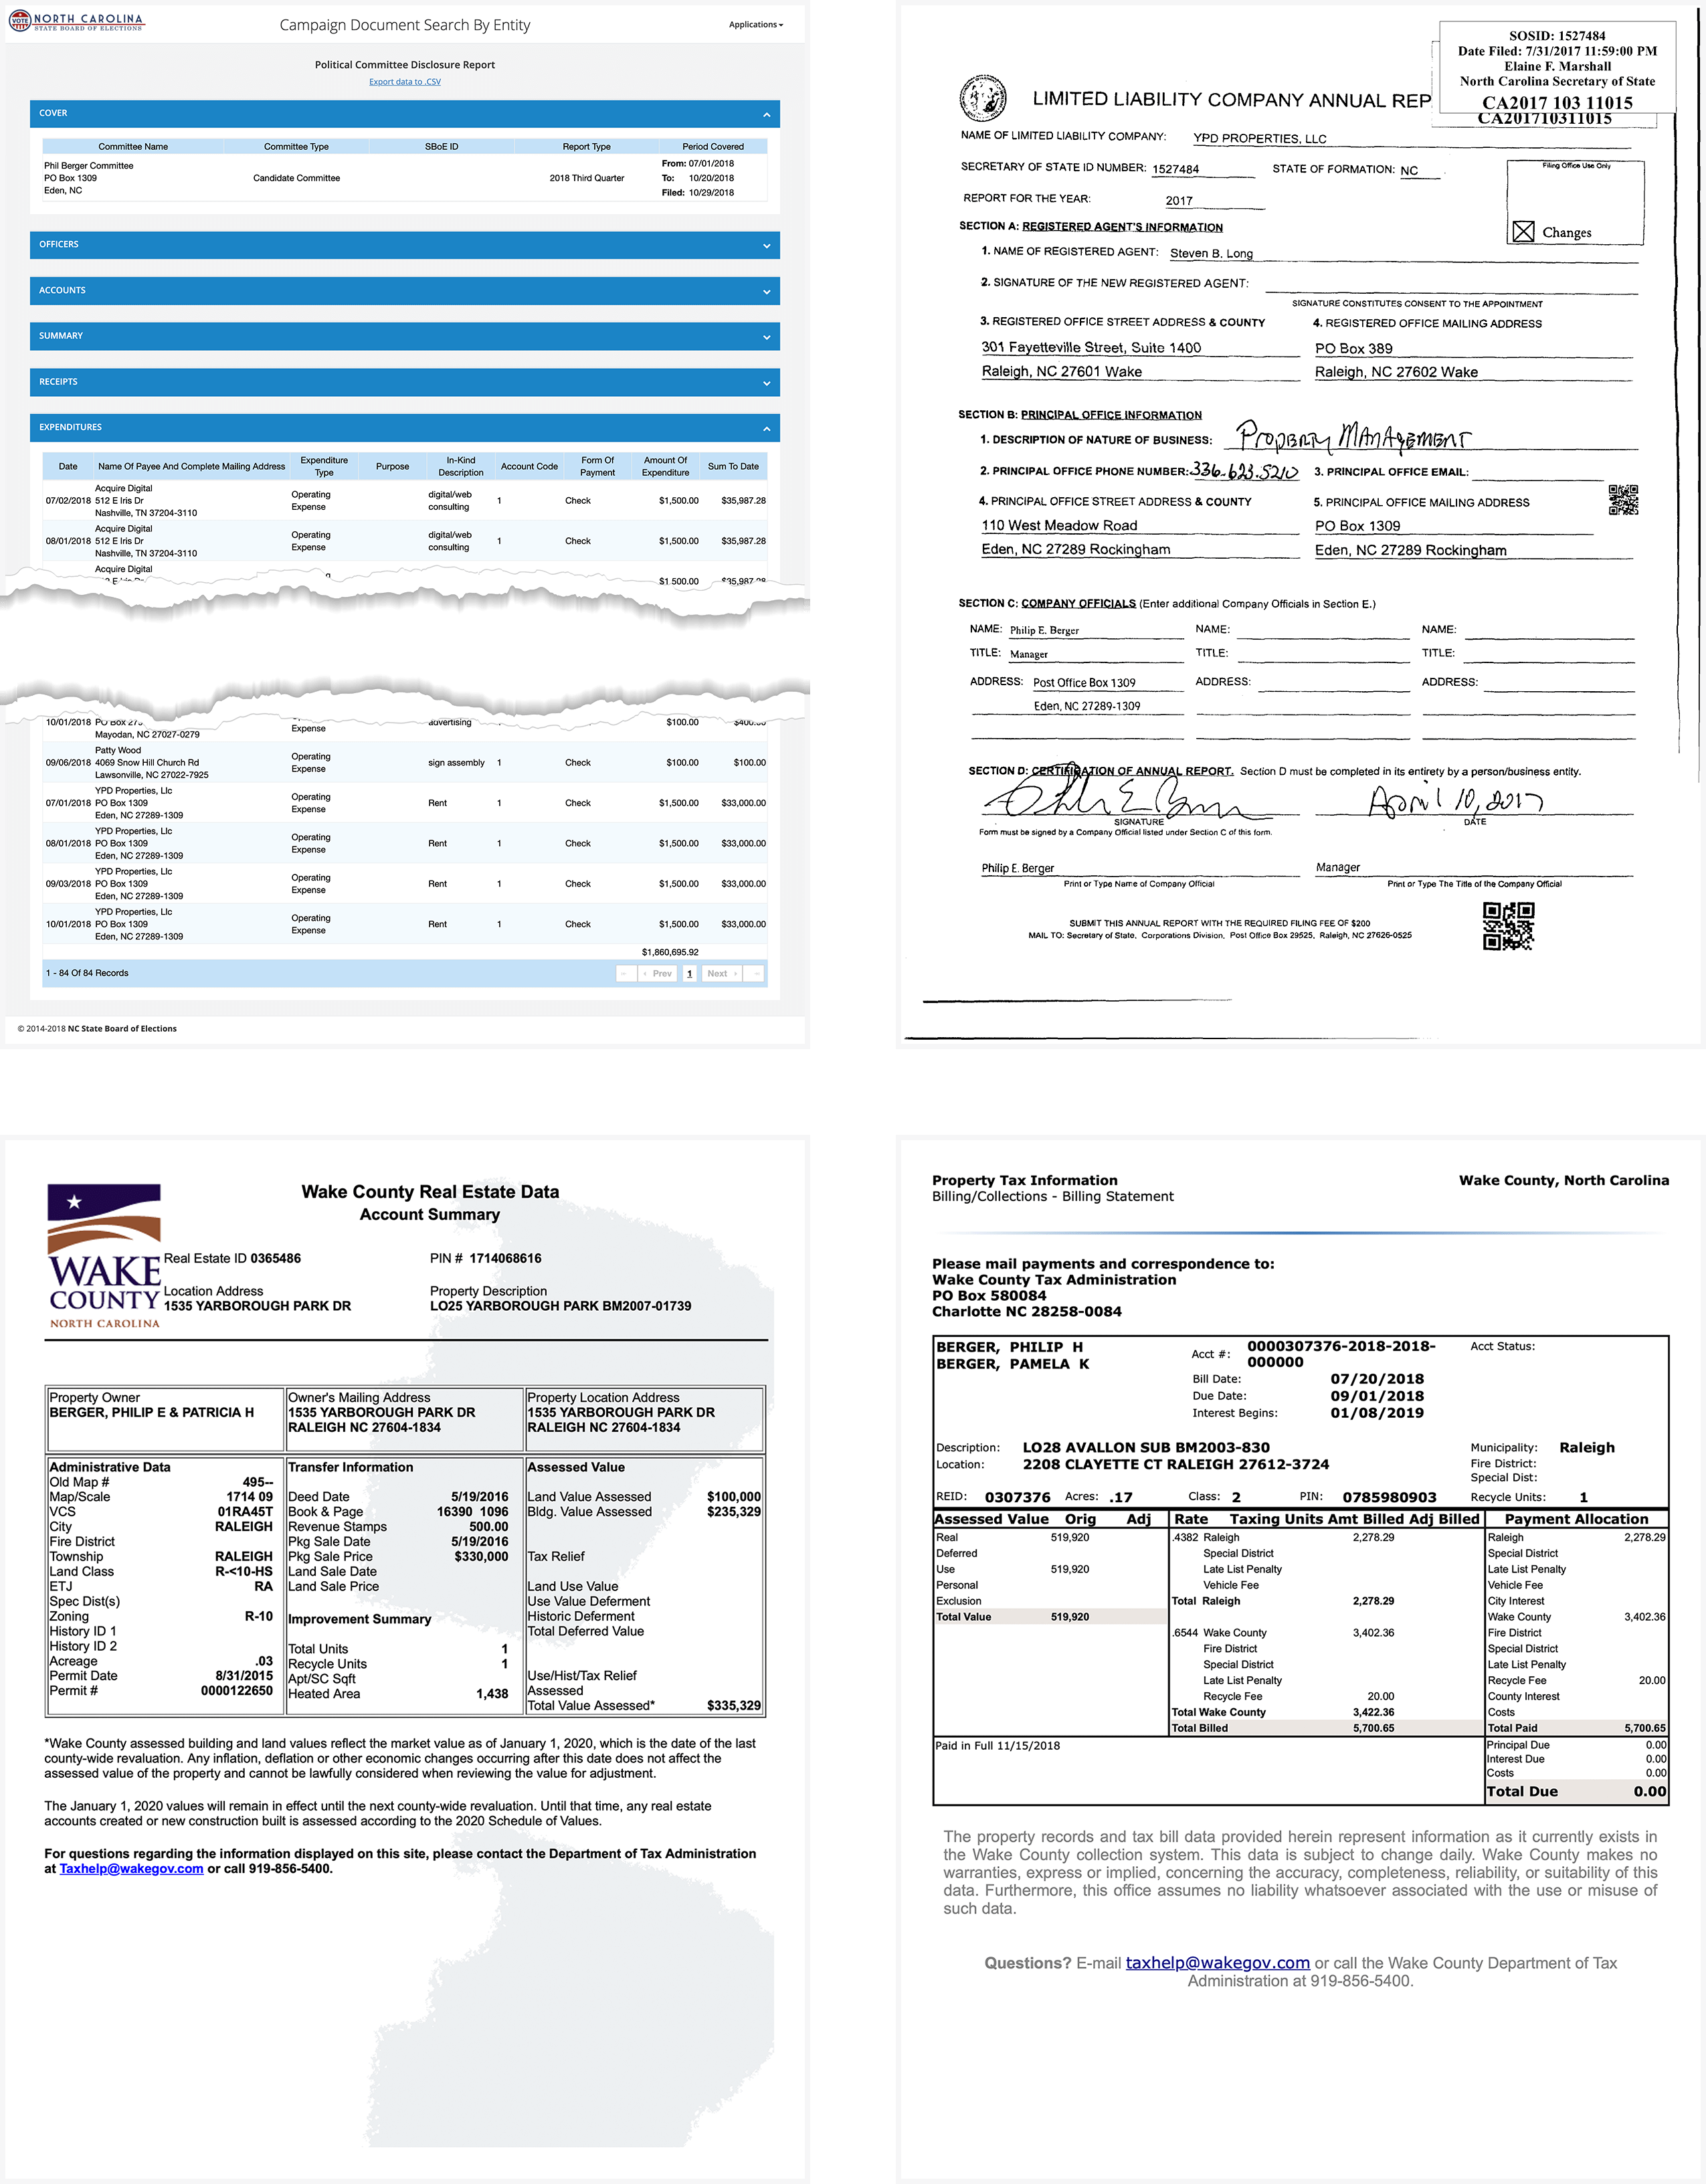 NORTH CAROLINA
STATE BOARD OF ELECTIONS
VOTE
Campaign Document Search By Entity
Applications
Political Committee Disclosure Report
Export data to .CSV
COVER
Committee Name Committee Type SBoE ID Report Type Period Covered
Phil Berger Committee
PO Box 1309
Eden, NC
Candidate Committee
2018 Third Quarter
From: 07/01/2018
To: 10/20/2018
Filed: 10/29/2018
OFFICERS
ACCOUNTS
SUMMARY
RECEIPTS
EXPENDITURES
Date Name Of Payee And Complete Mailing Address Expenditure Type Purpose In-Kind Description Account Code Form Of Payment Amount Of Expenditure Sum To Date
Acquire Digital
07/02/2018 512 E Iris Dr Operating Expense digital/web consulting 1 Check $1,500.00 $35,987.28
Nashville, TN 37204-3110
Acquire Digital
08/01/2018 512 E Iris Dr Operating Expense digital/web consulting 1 Check $1,500.00 $35,987.28
Nashville, TN 37204-3110
Acquire Digital
$1,500.00 $35,987.28
10/01/2018 PO Box Expense advertising $100.00
Mayodan, NC 27027-0279
Patty Wood
09/06/2018 4069 Snow Hill Church Rd Operating Expense sign assembly 1 Check $100.00 $100.00
Lawsonville, NC 27022-7925
YPD Properties, Llc
07/01/2018 PO Box 1309 Operating Expense Rent 1 Check $1,500.00 $33,000.00
Eden, NC 27289-1309
YPD Properties, Llc
08/01/2018 PO Box 1309 Operating Expense Rent 1 Check $1,500.00 $33,000.00
Eden, NC 27289-1309
YPD Properties, Llc
09/03/2018 PO Box 1309 Operating Expense Rent 1 Check $1,500.00 $33,000.00
Eden, NC 27289-1309
YPD Properties, Llc
10/01/2018 PO Box 1309 Operating Expense Rent 1 Check $1,500.00 $33,000.00
Eden, NC 27289-1309
$1,860,695.92
1 - 84 Of 84 Records
Prev 1 Next
© 2014-2018 NC State Board of Elections
SOSID: 1527484
Date Filed: 7/31/2017 11:59:00 PM
Elaine F. Marshall
North Carolina Secretary of State
CA2017 103 11015
CA201710311015
LIMITED LIABILITY COMPANY ANNUAL REP
NAME OF LIMITED LIABILITY COMPANY: YPD PROPERTIES, LLC
SECRETARY OF STATE ID NUMBER: 1527484 STATE OF FORMATION: NC
Filing Office Use Only
REPORT FOR THE YEAR: 2017
SECTION A: REGISTERED AGENT'S INFORMATION
Changes
1. NAME OF REGISTERED AGENT: Steven B. Long
2. SIGNATURE OF THE NEW REGISTERED AGENT:
SIGNATURE CONSTITUTES CONSENT TO THE APPOINTMENT
3. REGISTERED OFFICE STREET ADDRESS & COUNTY 4. REGISTERED OFFICE MAILING ADDRESS
301 Fayetteville Street, Suite 1400 PO Box 389
Raleigh, NC 27601 Wake Raleigh, NC 27602 Wake
SECTION B: PRINCIPAL OFFICE INFORMATION
1. DESCRIPTION OF NATURE OF BUSINESS: Property Management
2. PRINCIPAL OFFICE PHONE NUMBER: 336-623-5210 3. PRINCIPAL OFFICE EMAIL:
4. PRINCIPAL OFFICE STREET ADDRESS & COUNTY 5. PRINCIPAL OFFICE MAILING ADDRESS
110 West Meadow Road PO Box 1309
Eden, NC 27289 Rockingham Eden, NC 27289 Rockingham
SECTION C: COMPANY OFFICIALS (Enter additional Company Officials in Section E.)
NAME: Philip E. Berger NAME: NAME:
TITLE: Manager TITLE: TITLE:
ADDRESS: Post Office Box 1309 ADDRESS: ADDRESS:
Eden, NC 27289-1309
SECTION D: CERTIFICATION OF ANNUAL REPORT. Section D must be completed in its entirety by a person/business entity.
April 10, 2017
SIGNATURE DATE
Form must be signed by a Company Official listed under Section C of this form.
Philip E. Berger Manager
Print or Type Name of Company Official Print or Type The Title of the Company Official
SUBMIT THIS ANNUAL REPORT WITH THE REQUIRED FILING FEE OF $200
MAIL TO: Secretary of State, Corporations Division, Post Office Box 29525, Raleigh, NC 27626-0525
WAKE
COUNTY
NORTH CAROLINA
Wake County Real Estate Data
Account Summary
Real Estate ID 0365486 PIN # 1714068616
Location Address Property Description
1535 YARBOROUGH PARK DR LO25 YARBOROUGH PARK BM2007-01739
Property Owner Owner's Mailing Address Property Location Address
BERGER, PHILIP E & PATRICIA H 1535 YARBOROUGH PARK DR 1535 YARBOROUGH PARK DR
RALEIGH NC 27604-1834 RALEIGH NC 27604-1834
Administrative Data Transfer Information Assessed Value
Old Map # 495--
Map/Scale 1714 09 Deed Date 5/19/2016 Land Value Assessed $100,000
VCS 01RA45T Book & Page 16390 1096 Bldg. Value Assessed $235,329
City RALEIGH Revenue Stamps 500.00
Fire District Pkg Sale Date 5/19/2016
Township RALEIGH Pkg Sale Price $330,000 Tax Relief
Land Class R-<10-HS Land Sale Date
ETJ RA Land Sale Price Land Use Value
Spec Dist(s) Use Value Deferment
Zoning R-10 Improvement Summary Historic Deferment
History ID 1 Total Deferred Value
History ID 2 Total Units 1
Acreage .03 Recycle Units 1
Permit Date 8/31/2015 Apt/SC Sqft Use/Hist/Tax Relief
Permit # 0000122650 Heated Area 1,438 Assessed
Total Value Assessed* $335,329
*Wake County assessed building and land values reflect the market value as of January 1, 2020, which is the date of the last
county-wide revaluation. Any inflation, deflation or other economic changes occurring after this date does not affect the
assessed value of the property and cannot be lawfully considered when reviewing the value for adjustment.
The January 1, 2020 values will remain in effect until the next county-wide revaluation. Until that time, any real estate
accounts created or new construction built is assessed according to the 2020 Schedule of Values.
For questions regarding the information displayed on this site, please contact the Department of Tax Administration
at Taxhelp@wakegov.com or call 919-856-5400.
Property Tax Information Wake County, North Carolina
Billing/Collections - Billing Statement
Please mail payments and correspondence to:
Wake County Tax Administration
PO Box 580084
Charlotte NC 28258-0084
BERGER, PHILIP H
BERGER, PAMELA K
Acct #: 0000307376-2018-2018-000000
Acct Status:
Bill Date: 07/20/2018
Due Date: 09/01/2018
Interest Begins: 01/08/2019
Description: LO28 AVALLON SUB BM2003-830 Municipality: Raleigh
Location: 2208 CLAYETTE CT RALEIGH 27612-3724 Fire District:
Special Dist:
REID: 0307376 Acres: .17 Class: 2 PIN: 0785980903 Recycle Units: 1
Assessed Value Orig Adj Rate Taxing Units Amt Billed Adj Billed Payment Allocation
Real 519,920 .4382 Raleigh 2,278.29 Raleigh 2,278.29
Deferred Special District Special District
Use 519,920 Late List Penalty Late List Penalty
Personal Vehicle Fee Vehicle Fee
Exclusion Total Raleigh 2,278.29 City Interest
Total Value 519,920 Wake County 3,402.36
.6544 Wake County 3,402.36 Fire District
Fire District Special District
Special District Late List Penalty
Late List Penalty Recycle Fee 20.00
Recycle Fee 20.00 County Interest
Total Wake County 3,422.36 Costs
Total Billed 5,700.65 Total Paid 5,700.65
Paid in Full 11/15/2018 Principal Due 0.00
Interest Due 0.00
Costs 0.00
Total Due 0.00
The property records and tax bill data provided herein represent information as it currently exists in
the Wake County collection system. This data is subject to change daily. Wake County makes no
warranties, express or implied, concerning the accuracy, completeness, reliability, or suitability of this
data. Furthermore, this office assumes no liability whatsoever associated with the use or misuse of
such data.
Questions? E-mail taxhelp@wakegov.com or call the Wake County Department of Tax
Administration at 919-856-5400.